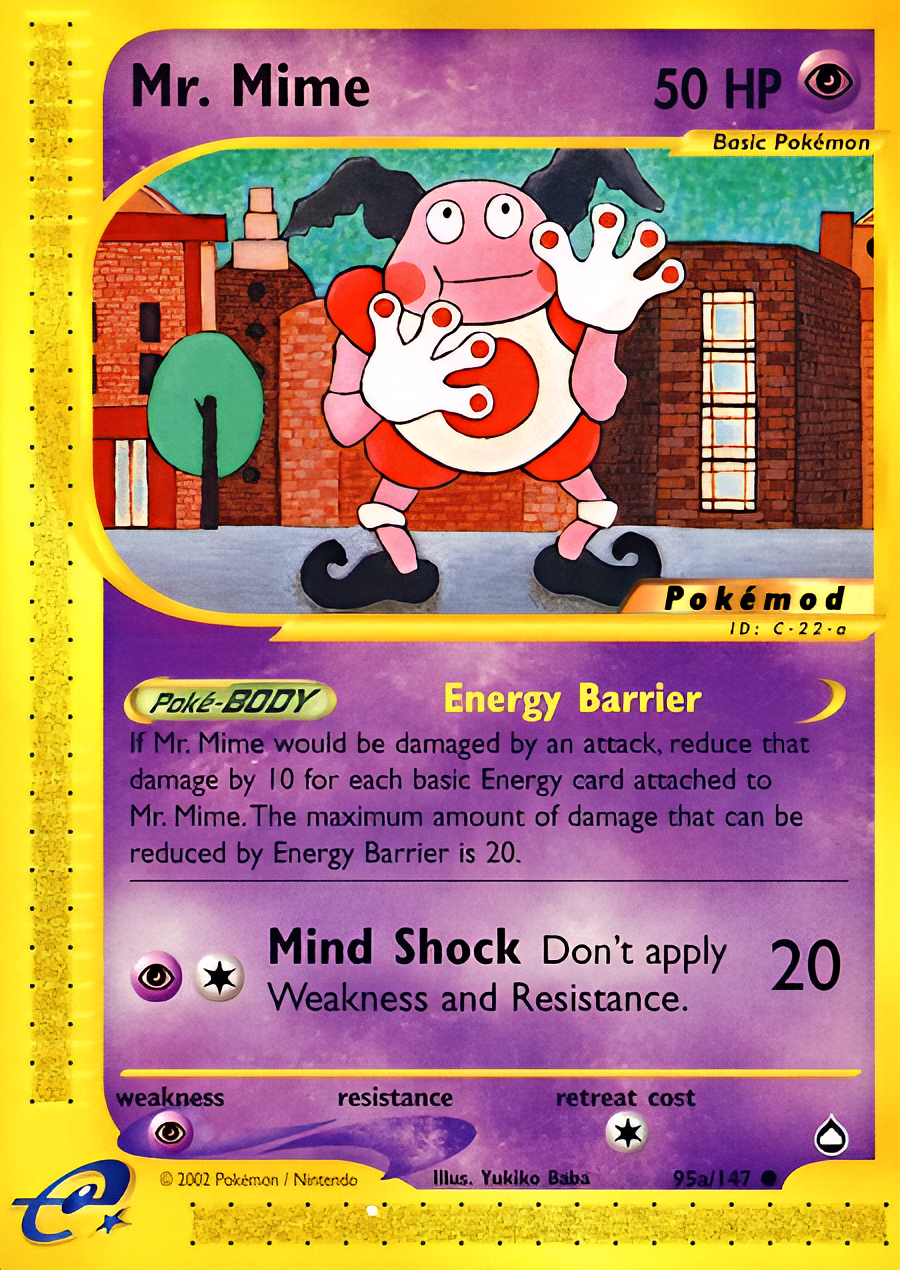 Mr. Mime 50 HP
Basic Pokémon
Pokémod
ID: C-22-a
Poké-BODY Energy Barrier
If Mr. Mime would be damaged by an attack, reduce that
damage by 10 for each basic Energy card attached to
Mr. Mime. The maximum amount of damage that can be
reduced by Energy Barrier is 20.
Mind Shock Don't apply 20
Weakness and Resistance.
weakness resistance retreat cost
e
© 2002 Pokémon / Nintendo Illus. Yukiko Baba 95a/147 ●